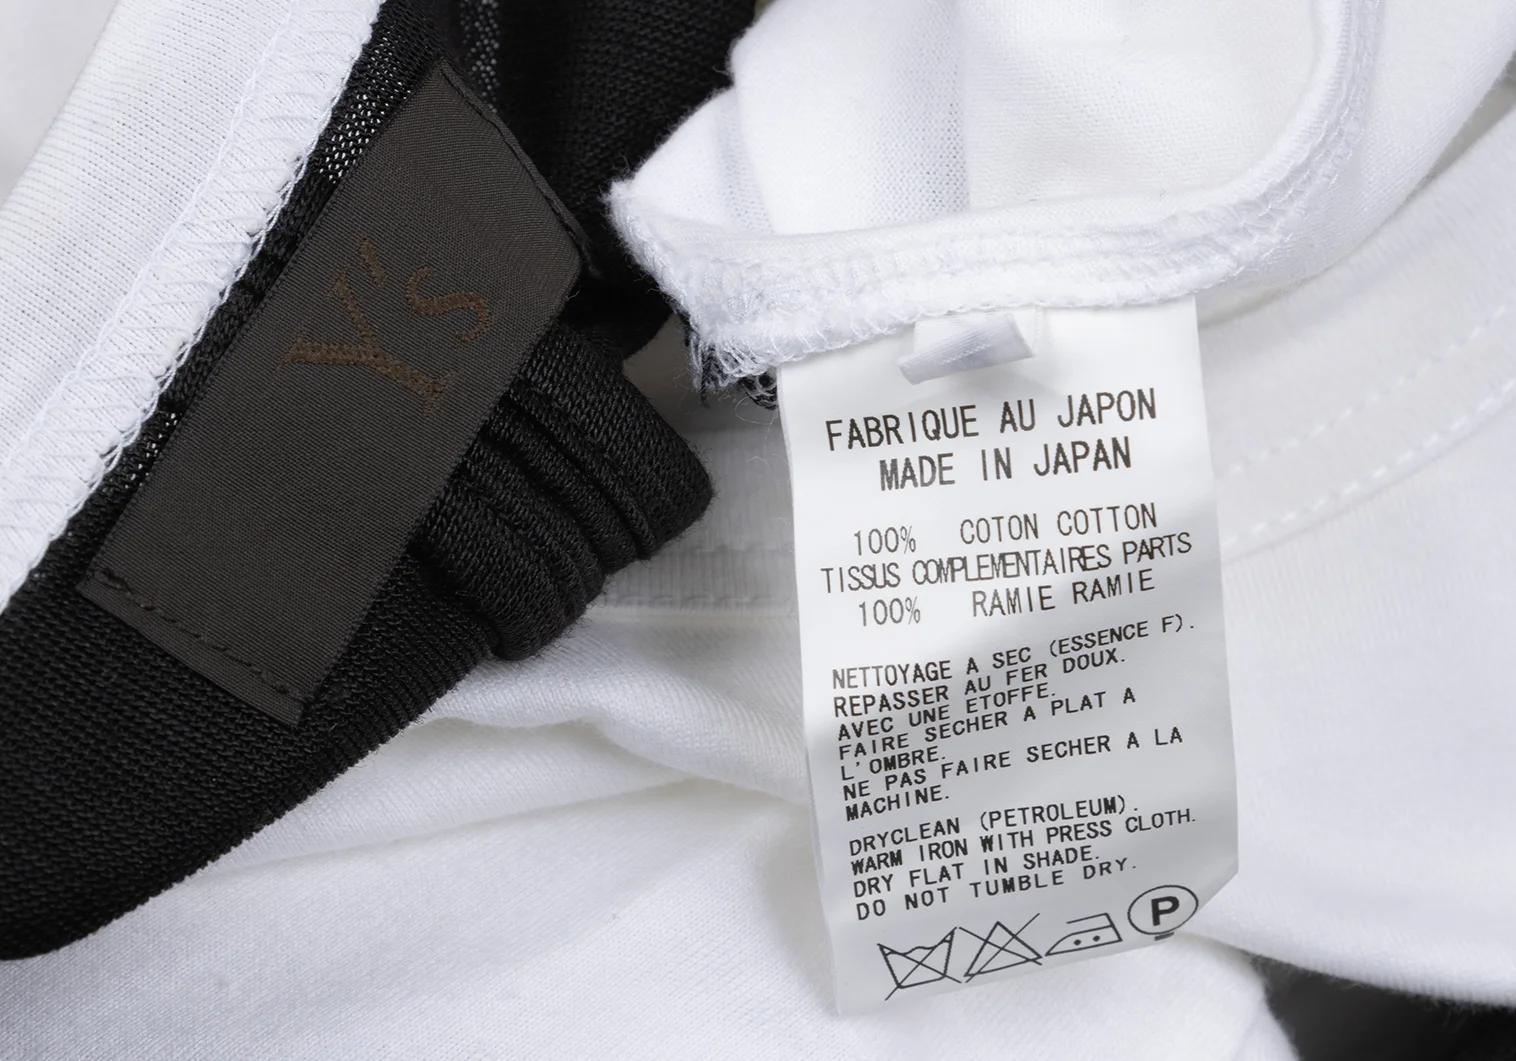 Y's
FABRIQUE AU JAPON
MADE IN JAPAN
100% COTON COTTON
TISSUS COMPLEMENTAIRES PARTS
100% RAMIE RAMIE
NETTOYAGE A SEC (ESSENCE F).
REPASSER AU FER DOUX.
AVEC UNE ETOFFE.
FAIRE SECHER A PLAT A
L'OMBRE.
NE PAS FAIRE SECHER A LA
MACHINE.
DRYCLEAN (PETROLEUM).
WARM IRON WITH PRESS CLOTH.
DRY FLAT IN SHADE.
DO NOT TUMBLE DRY.
P